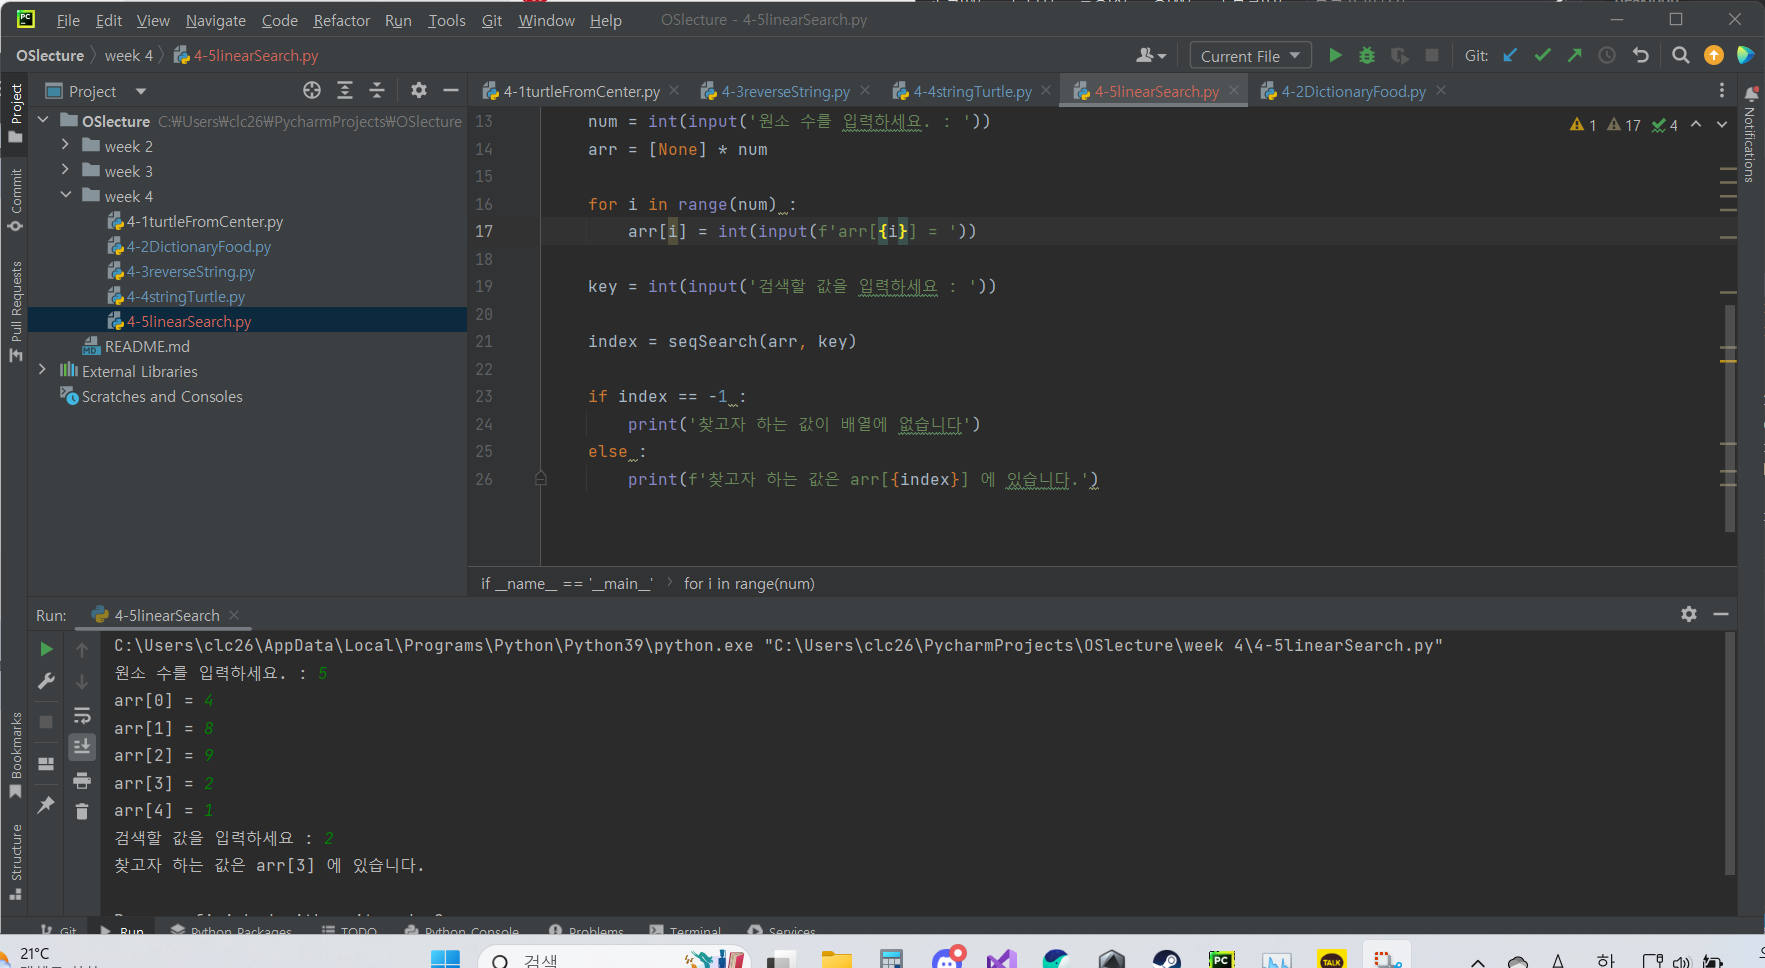 File Edit View Navigate Code Refactor Run Tools Git Window Help OSlecture - 4-5linearSearch.py
OSlecture week 4 4-5linearSearch.py Current File Git:
Project
4-1turtleFromCenter.py 4-3reverseString.py 4-4stringTurtle.py 4-5linearSearch.py 4-2DictionaryFood.py
OSlecture C:₩Users₩clc26₩PycharmProjects₩OSlecture
week 2
week 3
week 4
4-1turtleFromCenter.py
4-2DictionaryFood.py
4-3reverseString.py
4-4stringTurtle.py
4-5linearSearch.py
README.md
External Libraries
Scratches and Consoles
Project
Commit
Pull Requests
Bookmarks
Structure
Notifications
1 17 4
13 num = int(input('원소 수를 입력하세요. : '))
14 arr = [None] * num
15
16 for i in range(num) :
17 arr[i] = int(input(f'arr[{i}] = '))
18
19 key = int(input('검색할 값을 입력하세요 : '))
20
21 index = seqSearch(arr, key)
22
23 if index == -1 :
24 print('찾고자 하는 값이 배열에 없습니다')
25 else :
26 print(f'찾고자 하는 값은 arr[{index}] 에 있습니다.')
if __name__ == '__main__' for i in range(num)
Run: 4-5linearSearch
C:\Users\clc26\AppData\Local\Programs\Python\Python39\python.exe "C:\Users\clc26\PycharmProjects\OSlecture\week 4\4-5linearSearch.py"
원소 수를 입력하세요. : 5
arr[0] = 4
arr[1] = 8
arr[2] = 9
arr[3] = 2
arr[4] = 1
검색할 값을 입력하세요 : 2
찾고자 하는 값은 arr[3] 에 있습니다.
Git Run Python Packages TODO Python Console Problems Terminal Services
21°C
검색
PC
TALK
A 한